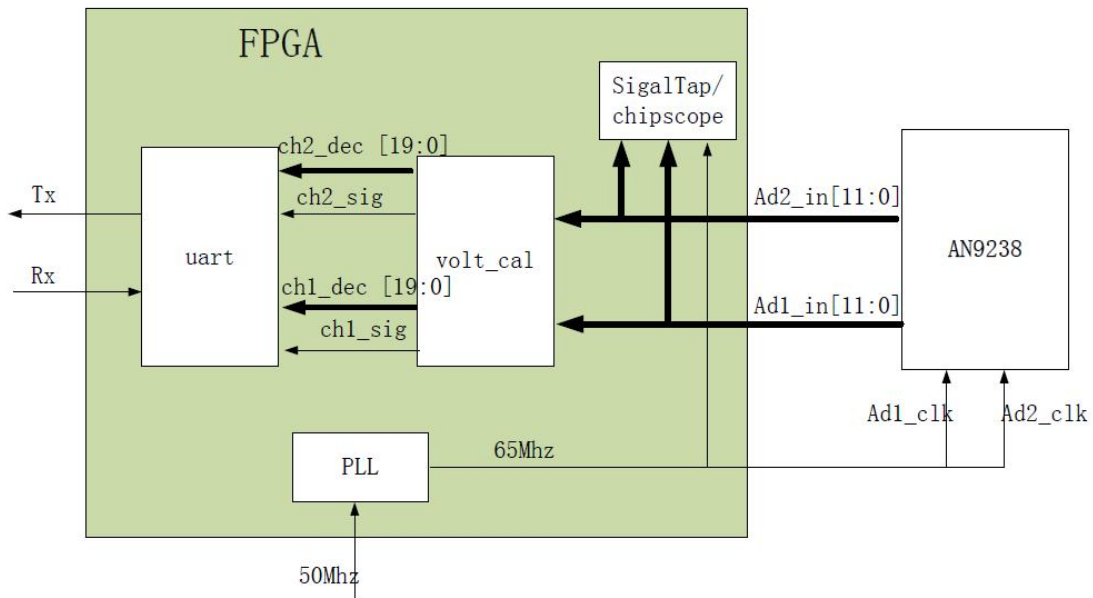 FPGA
SigalTap/
chipscope
ch2_dec [19:0]
Tx
ch2_sig
Ad2_in[11:0]
uart
volt_cal
AN9238
Rx
ch1_dec [19:0]
Ad1_in[11:0]
ch1_sig
Ad1_clk
Ad2_clk
65Mhz
PLL
50Mhz